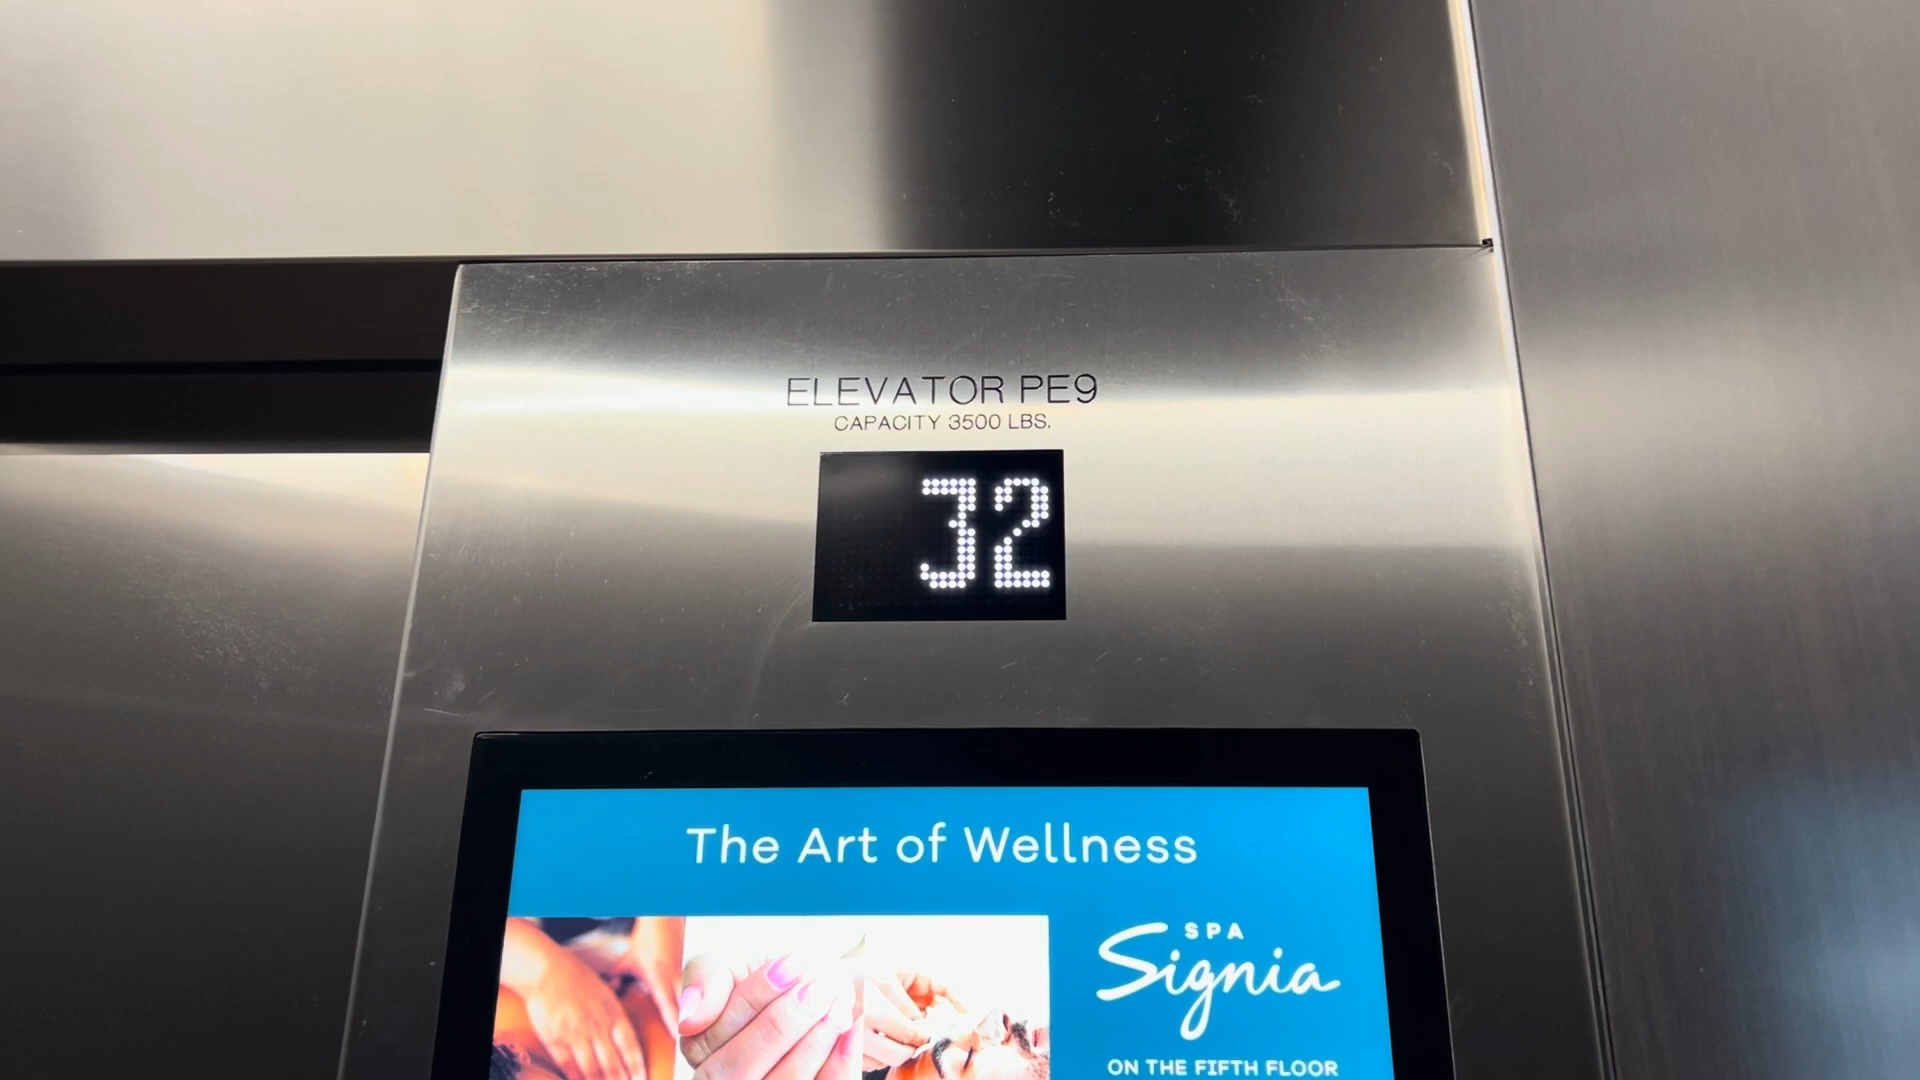 ELEVATOR PE9
CAPACITY 3500 LBS.
32
The Art of Wellness
SPA
Signia
ON THE FIFTH FLOOR